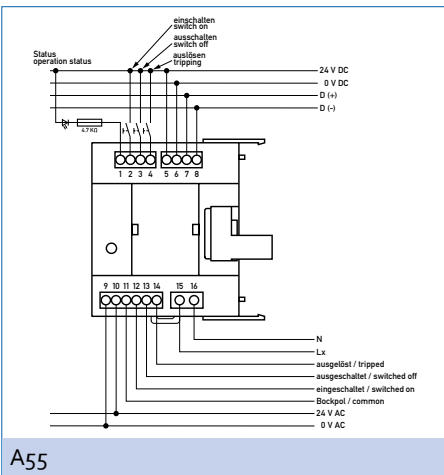 einschalten
switch on
ausschalten
switch off
auslösen
tripping
Status
operation status
24 V DC
0 V DC
D (+)
D (-)
4.7 KΩ
1 2 3 4 5 6 7 8
9 10 11 12 13 14 15 16
N
Lx
ausgelöst / tripped
ausgeschaltet / switched off
eingeschaltet / switched on
Bockpol / common
24 V AC
0 V AC
A55